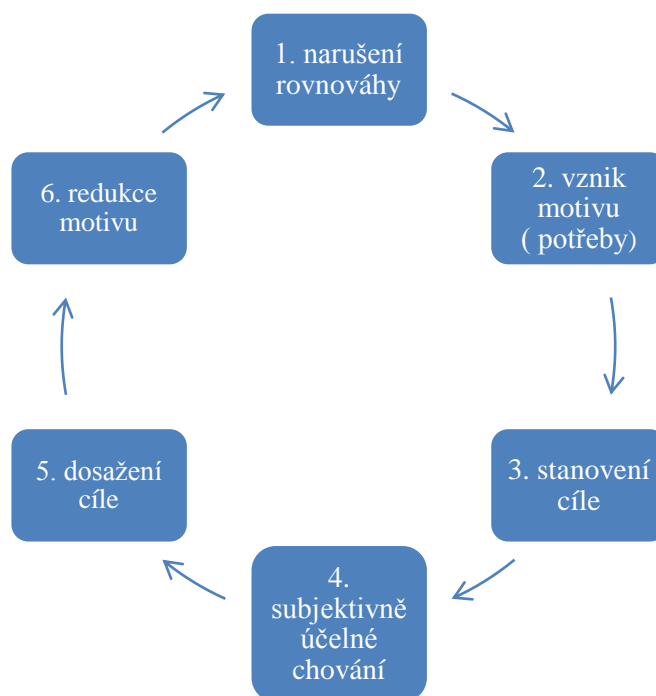 1. narušení
rovnováhy
2. vznik
motivu
( potřeby)
3. stanovení
cíle
4.
subjektivně
účelné
chování
5. dosažení
cíle
6. redukce
motivu